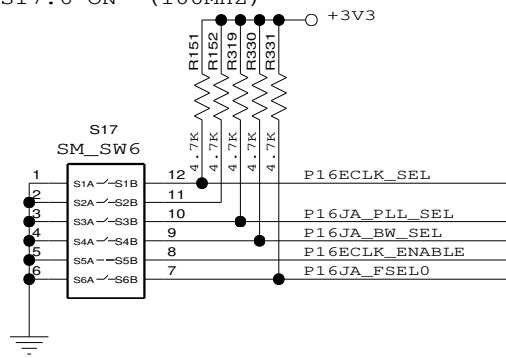 S17.6 ON (100MHz)
+3V3
R151
R152
R319
R330
R331
4.7K
4.7K
4.7K
4.7K
4.7K
S17
SM_SW6
1 S1A S1B 12 P16ECLK_SEL
2 S2A S2B 11
3 S3A S3B 10 P16JA_PLL_SEL
4 S4A S4B 9 P16JA_BW_SEL
5 S5A S5B 8 P16ECLK_ENABLE
6 S6A S6B 7 P16JA_FSEL0